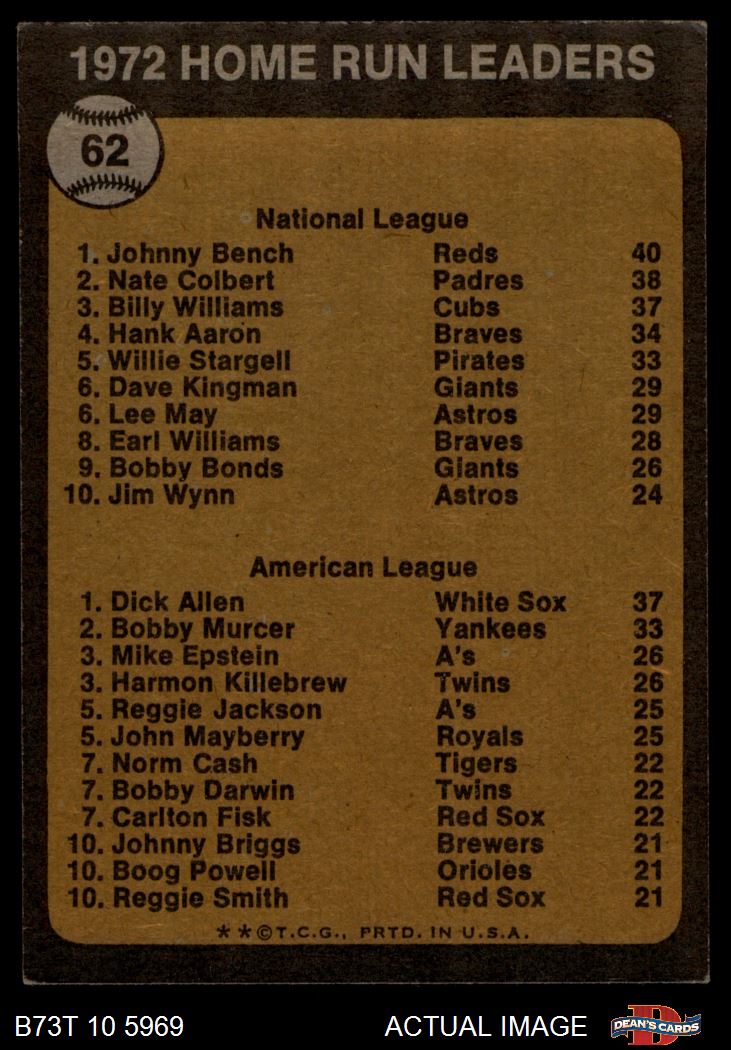 1972 HOME RUN LEADERS
62
National League
1. Johnny Bench Reds 40
2. Nate Colbert Padres 38
3. Billy Williams Cubs 37
4. Hank Aaron Braves 34
5. Willie Stargell Pirates 33
6. Dave Kingman Giants 29
6. Lee May Astros 29
8. Earl Williams Braves 28
9. Bobby Bonds Giants 26
10. Jim Wynn Astros 24
American League
1. Dick Allen White Sox 37
2. Bobby Murcer Yankees 33
3. Mike Epstein A's 26
3. Harmon Killebrew Twins 26
5. Reggie Jackson A's 25
5. John Mayberry Royals 25
7. Norm Cash Tigers 22
7. Bobby Darwin Twins 22
7. Carlton Fisk Red Sox 22
10. Johnny Briggs Brewers 21
10. Boog Powell Orioles 21
10. Reggie Smith Red Sox 21
* * © T.C.G., PRTD. IN U.S.A.
B73T 10 5969 ACTUAL IMAGE
D
DEAN'S CARDS